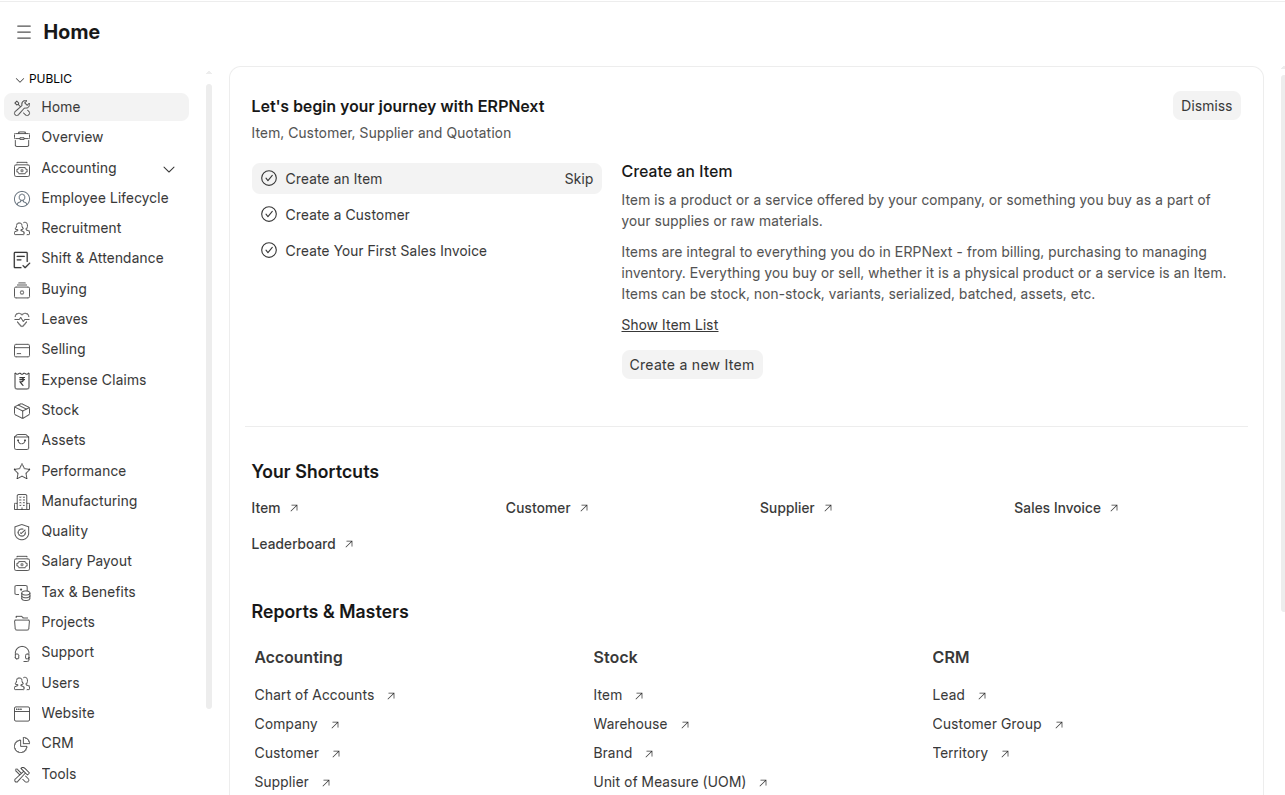 Home
PUBLIC
Home
Overview
Accounting
Employee Lifecycle
Recruitment
Shift & Attendance
Buying
Leaves
Selling
Expense Claims
Stock
Assets
Performance
Manufacturing
Quality
Salary Payout
Tax & Benefits
Projects
Support
Users
Website
CRM
Tools
Let's begin your journey with ERPNext
Dismiss
Item, Customer, Supplier and Quotation
Create an Item Skip
Create a Customer
Create Your First Sales Invoice
Create an Item
Item is a product or a service offered by your company, or something you buy as a part of
your supplies or raw materials.
Items are integral to everything you do in ERPNext - from billing, purchasing to managing
inventory. Everything you buy or sell, whether it is a physical product or a service is an Item.
Items can be stock, non-stock, variants, serialized, batched, assets, etc.
Show Item List
Create a new Item
Your Shortcuts
Item Customer Supplier Sales Invoice
Leaderboard
Reports & Masters
Accounting
Chart of Accounts
Company
Customer
Supplier
Stock
Item
Warehouse
Brand
Unit of Measure (UOM)
CRM
Lead
Customer Group
Territory